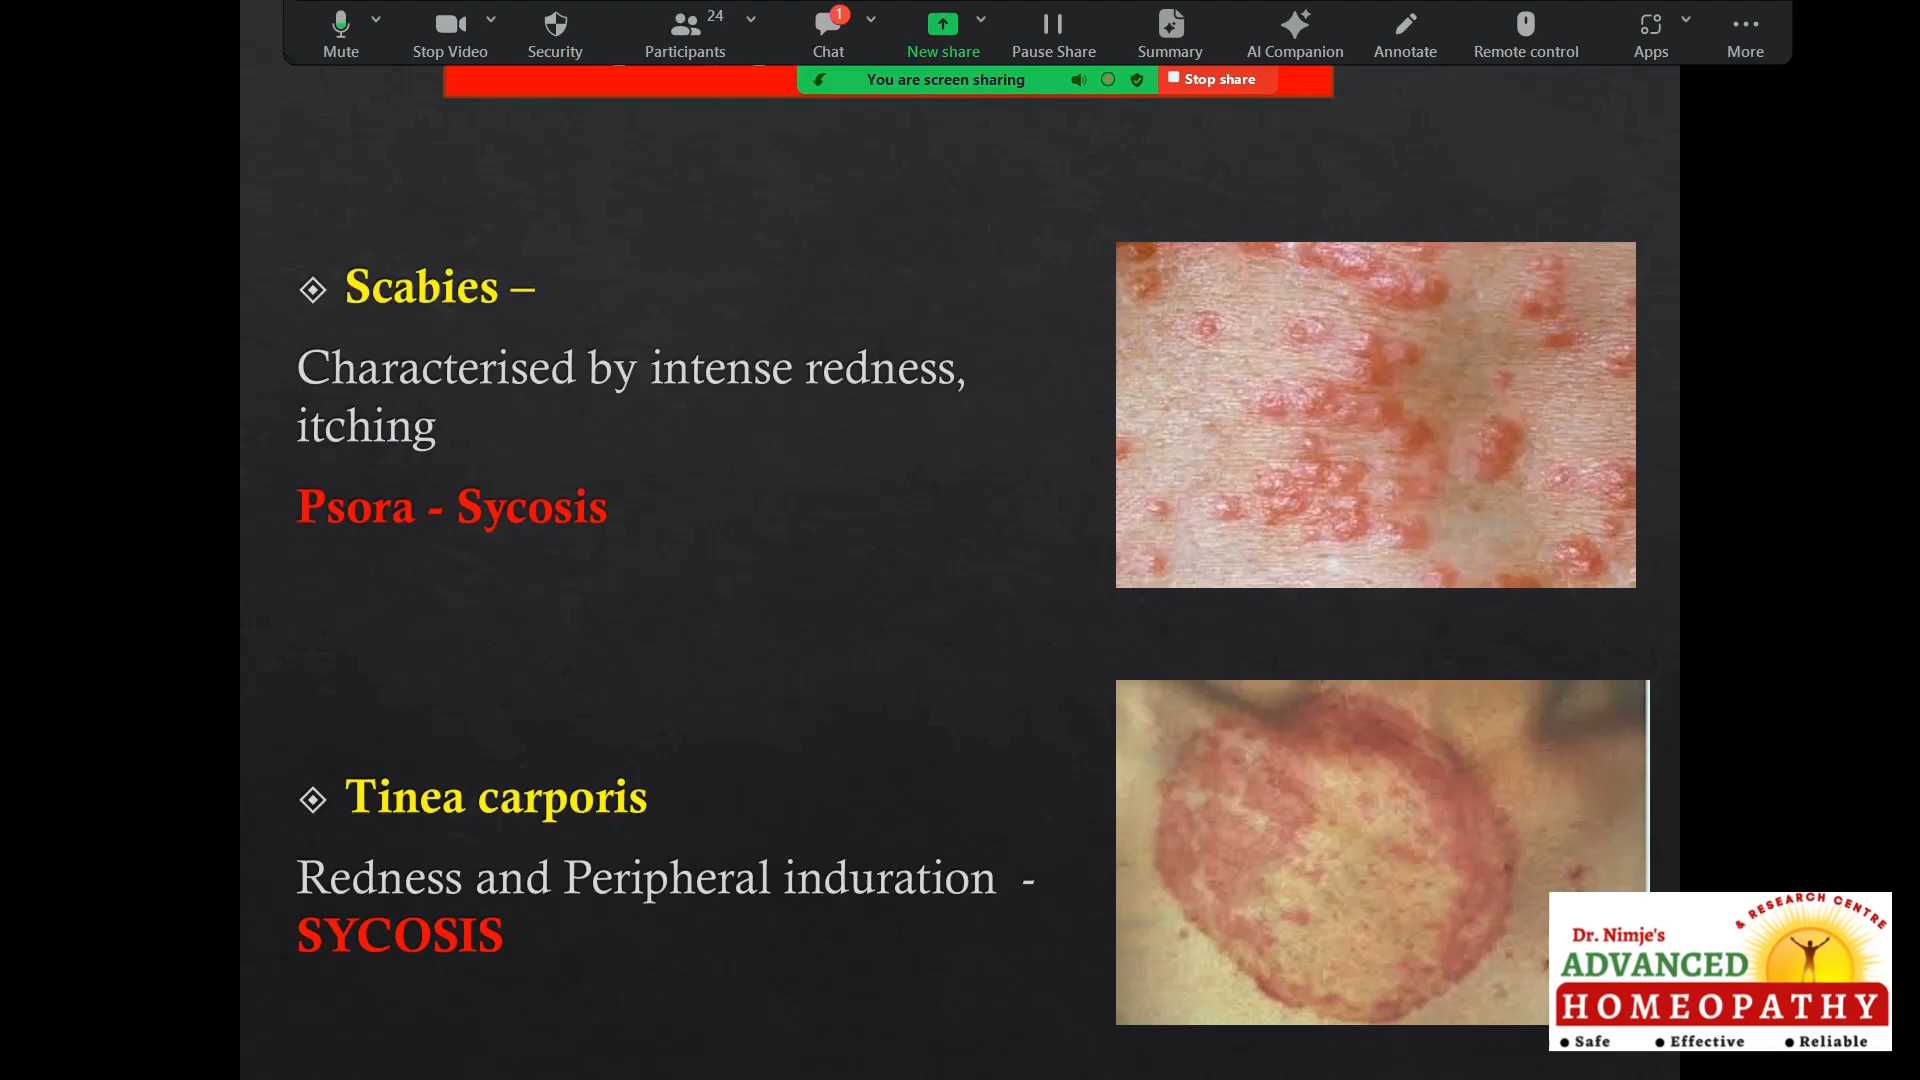 24
1
Mute
Stop Video
Security
Participants
Chat
New share
Pause Share
Summary
AI Companion
Annotate
Remote control
Apps
More
You are screen sharing
Stop share
Scabies –
Characterised by intense redness,
itching
Psora - Sycosis
Tinea carporis
Redness and Peripheral induration -
SYCOSIS
& RESEARCH CENTRE
Dr. Nimje's
ADVANCED
HOMEOPATHY
● Safe ● Effective ● Reliable